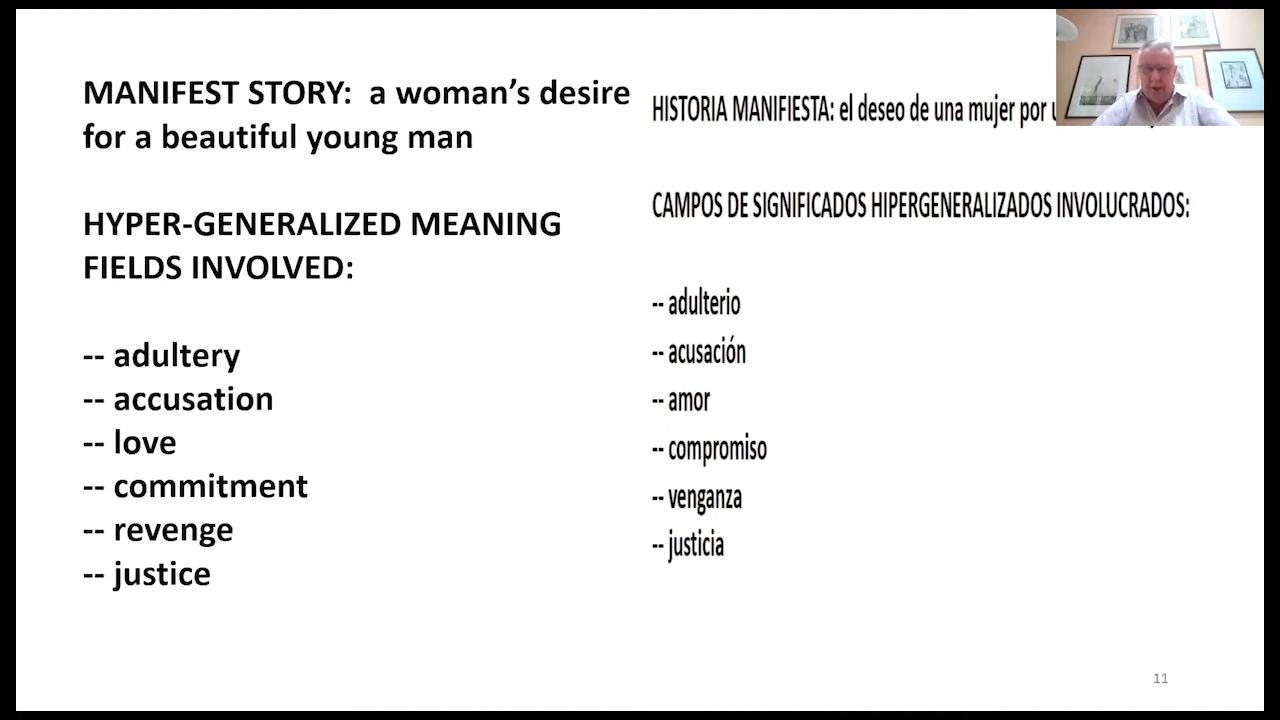 MANIFEST STORY: a woman's desire
for a beautiful young man
HYPER-GENERALIZED MEANING
FIELDS INVOLVED:
-- adultery
-- accusation
-- love
-- commitment
-- revenge
-- justice
HISTORIA MANIFIESTA: el deseo de una mujer por
CAMPOS DE SIGNIFICADOS HIPERGENERALIZADOS INVOLUCRADOS:
-- adulterio
-- acusación
-- amor
-- compromiso
-- venganza
-- justicia
11